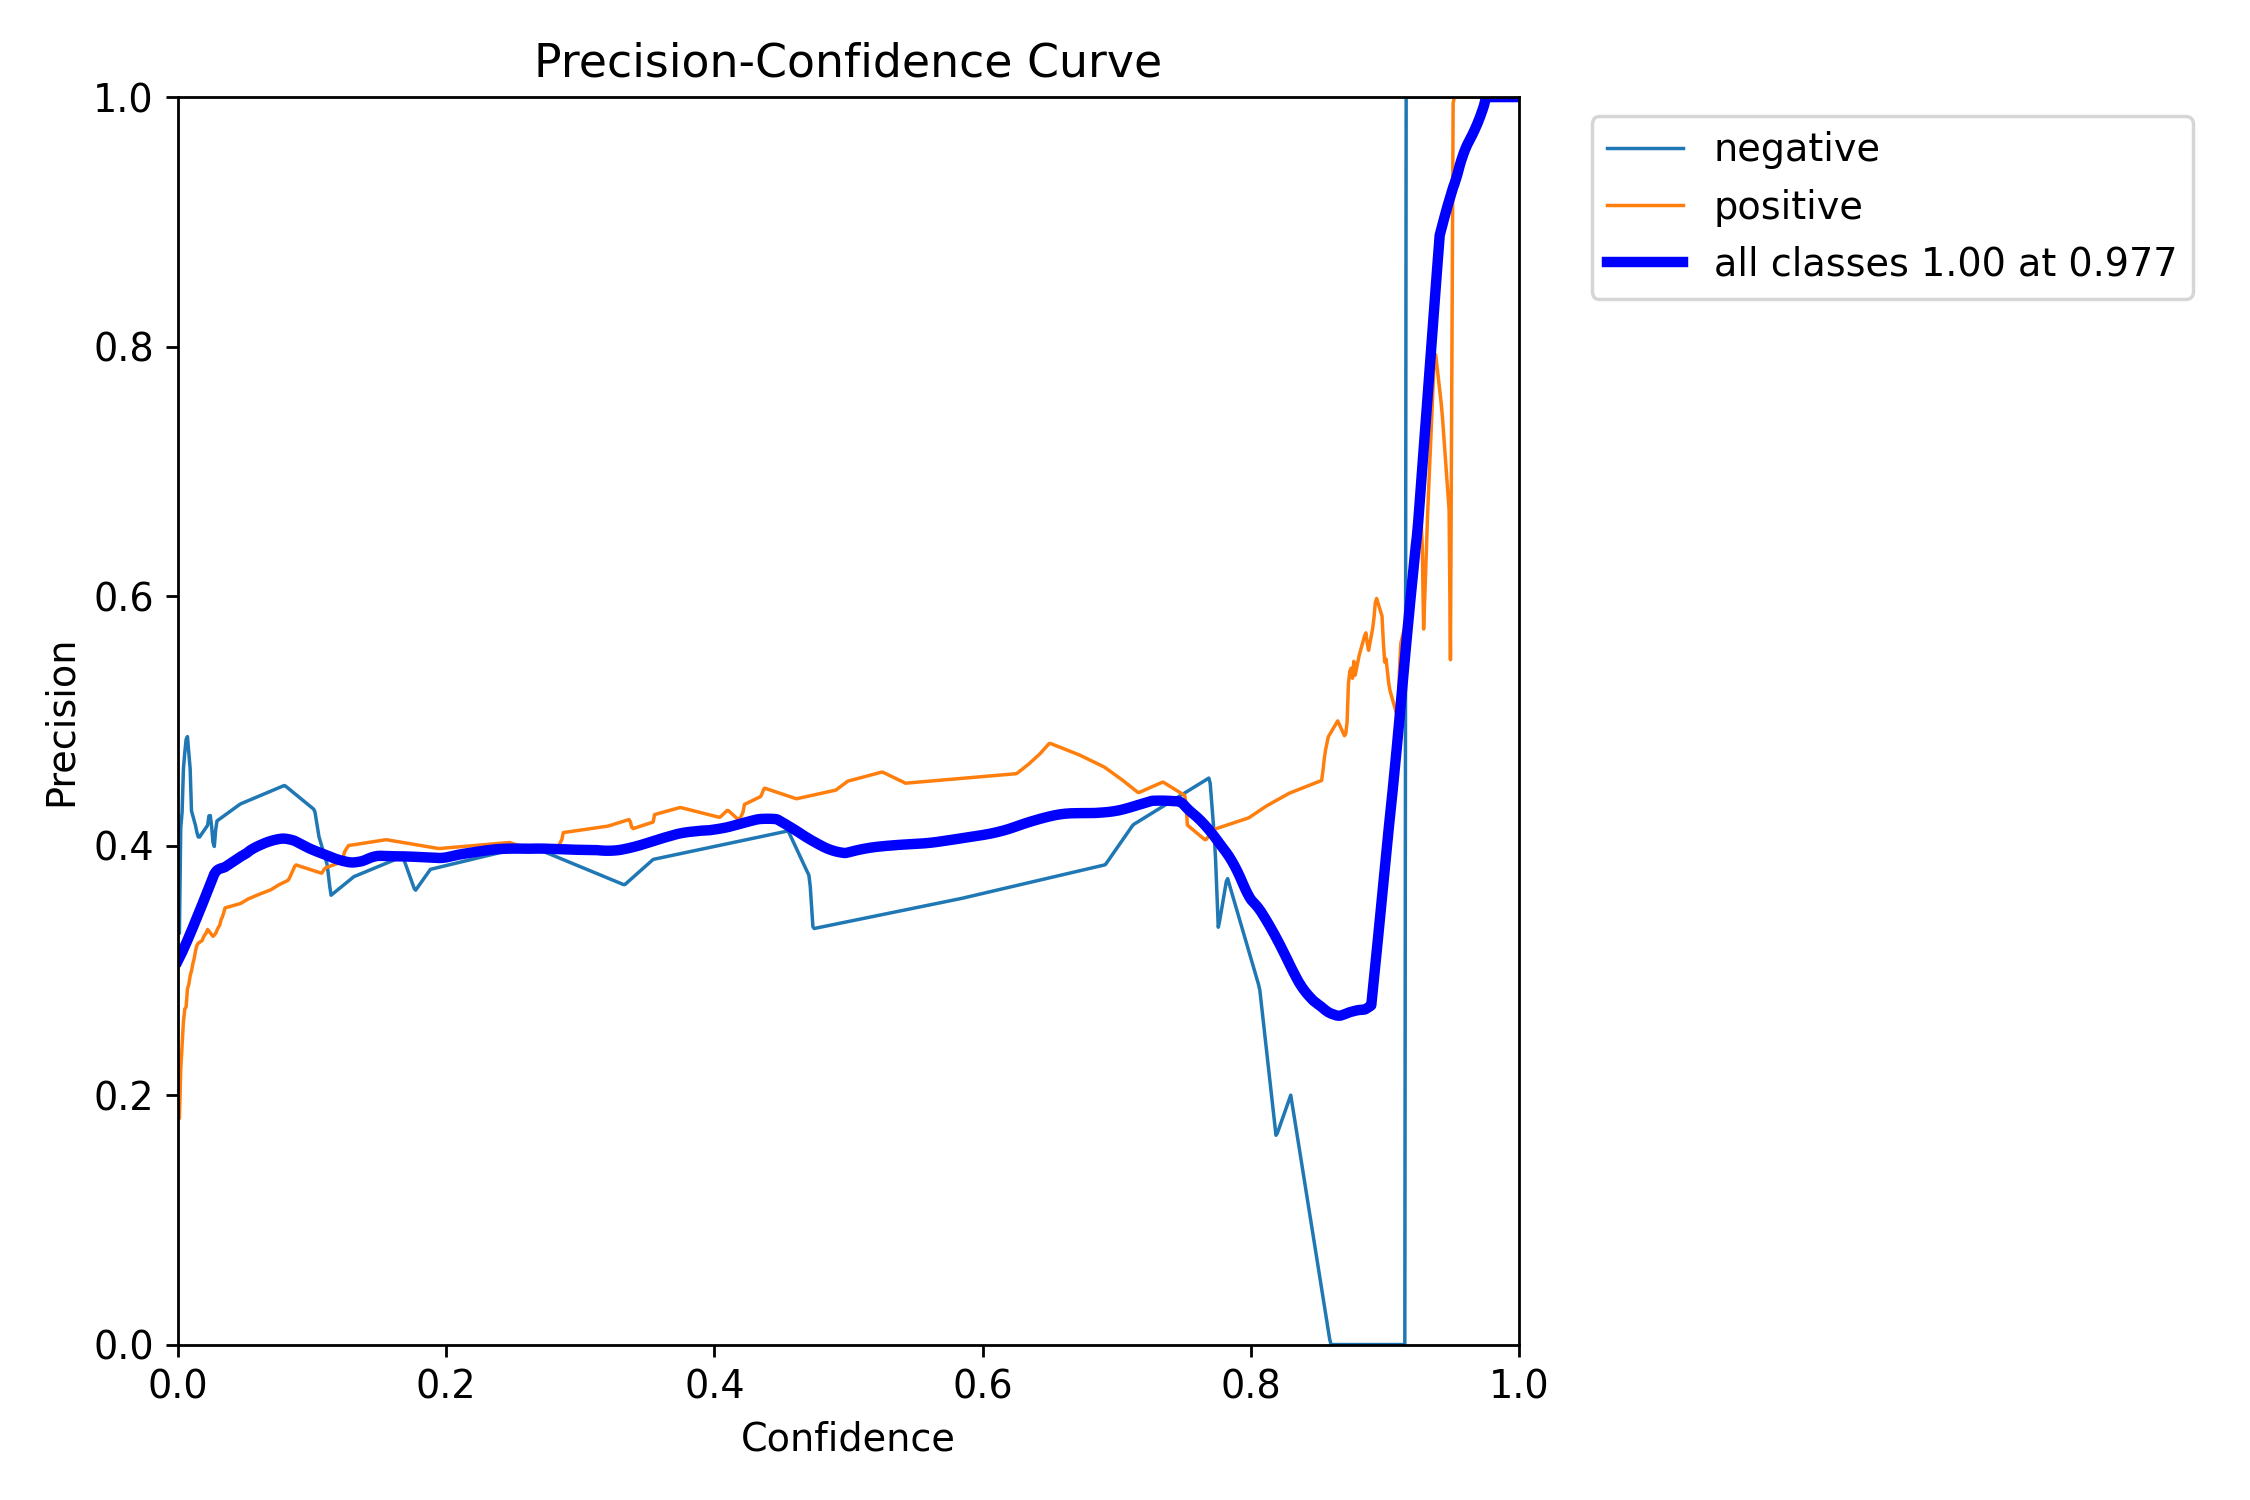 Precision-Confidence Curve
1.0
0.8
0.6
0.4
0.2
0.0
Precision
0.0 0.2 0.4 0.6 0.8 1.0
Confidence
negative
positive
all classes 1.00 at 0.977